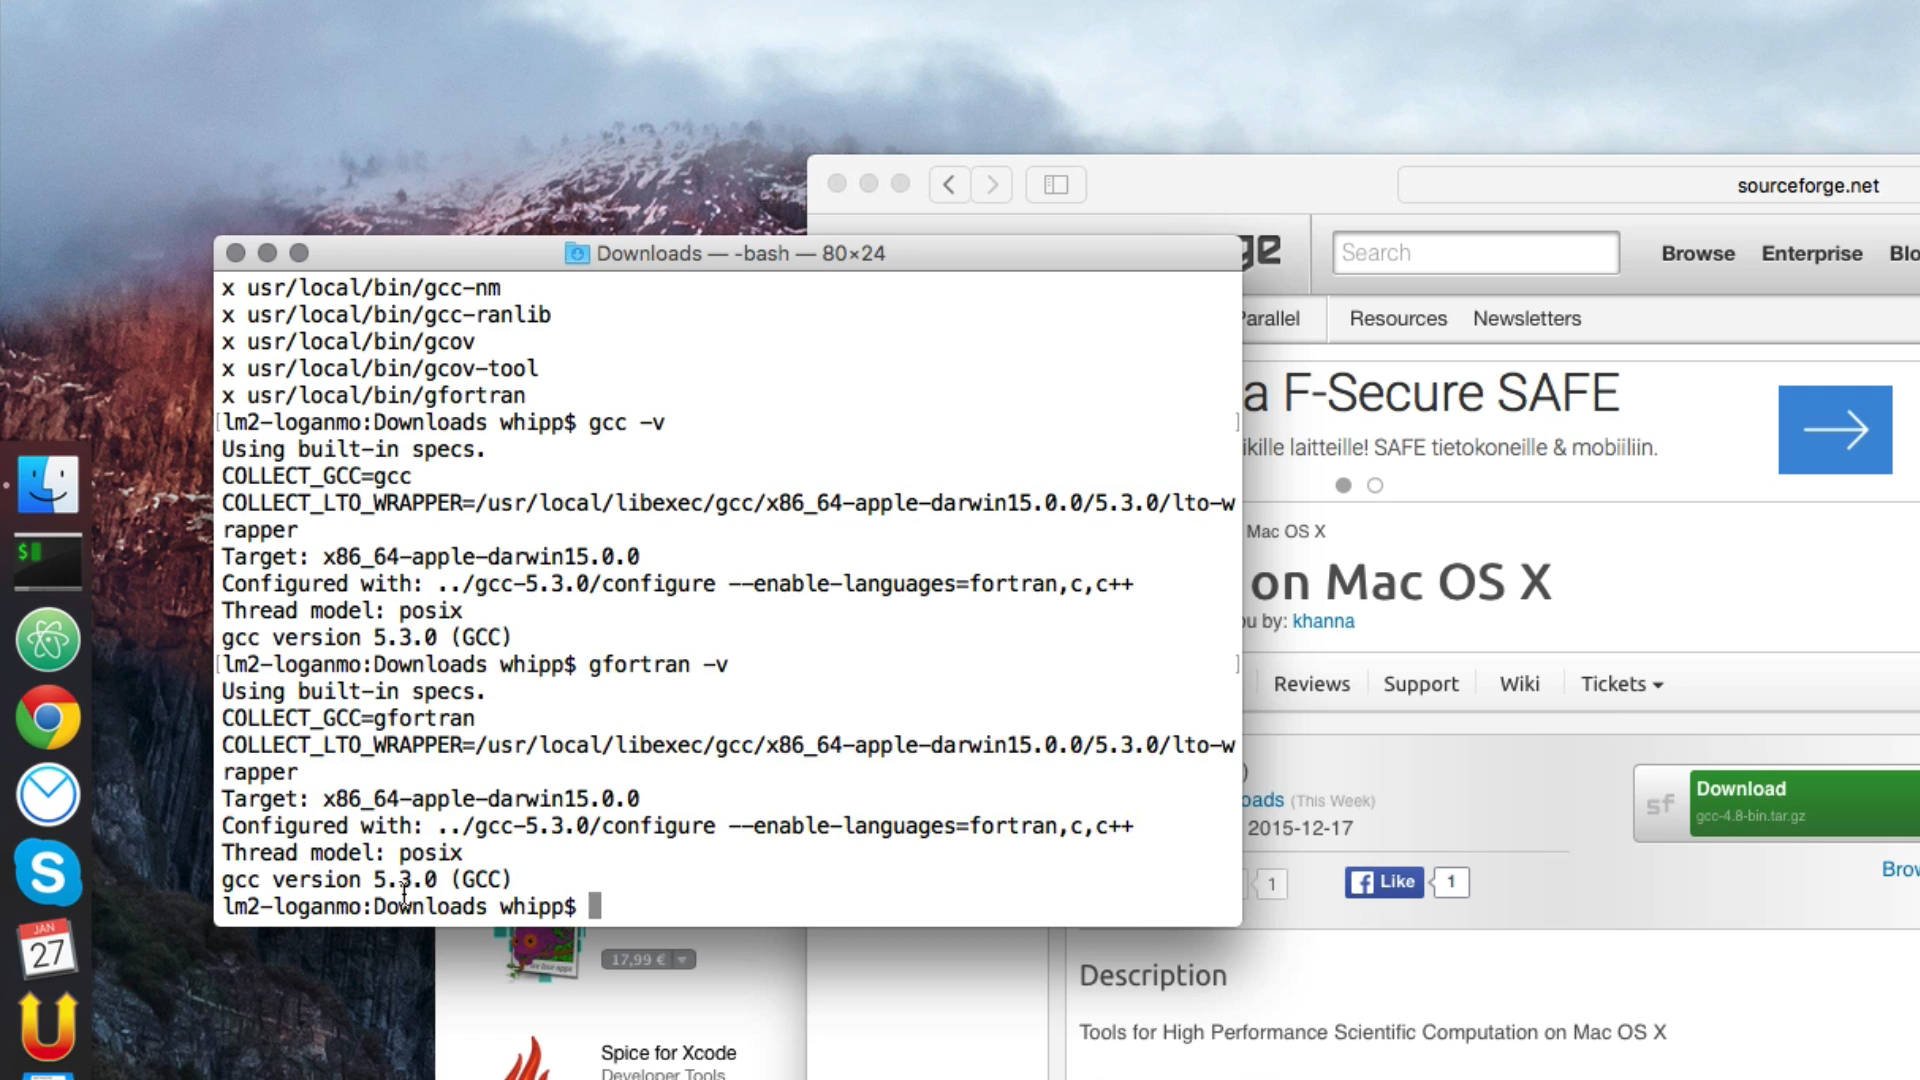 sourceforge.net
Downloads — -bash — 80×24
x usr/local/bin/gcc-nm
x usr/local/bin/gcc-ranlib
x usr/local/bin/gcov
x usr/local/bin/gcov-tool
x usr/local/bin/gfortran
[lm2-loganmo:Downloads whipp$ gcc -v ]
Using built-in specs.
COLLECT_GCC=gcc
COLLECT_LTO_WRAPPER=/usr/local/libexec/gcc/x86_64-apple-darwin15.0.0/5.3.0/lto-w
rapper
Target: x86_64-apple-darwin15.0.0
Configured with: ../gcc-5.3.0/configure --enable-languages=fortran,c,c++
Thread model: posix
gcc version 5.3.0 (GCC)
[lm2-loganmo:Downloads whipp$ gfortran -v ]
Using built-in specs.
COLLECT_GCC=gfortran
COLLECT_LTO_WRAPPER=/usr/local/libexec/gcc/x86_64-apple-darwin15.0.0/5.3.0/lto-w
rapper
Target: x86_64-apple-darwin15.0.0
Configured with: ../gcc-5.3.0/configure --enable-languages=fortran,c,c++
Thread model: posix
gcc version 5.3.0 (GCC)
lm2-loganmo:Downloads whipp$
ge Search Browse Enterprise Blo
Parallel Resources Newsletters
a F-Secure SAFE
ikille laitteille! SAFE tietokoneille & mobiiliin.
Mac OS X
on Mac OS X
u by: khanna
Reviews Support Wiki Tickets
)
oads (This Week)
2015-12-17
sf Download
gcc-4.8-bin.tar.gz
Brow
1 Like 1
Description
Tools for High Performance Scientific Computation on Mac OS X
17,99 €
Spice for Xcode
Developer Tools
$
JAN
27
S